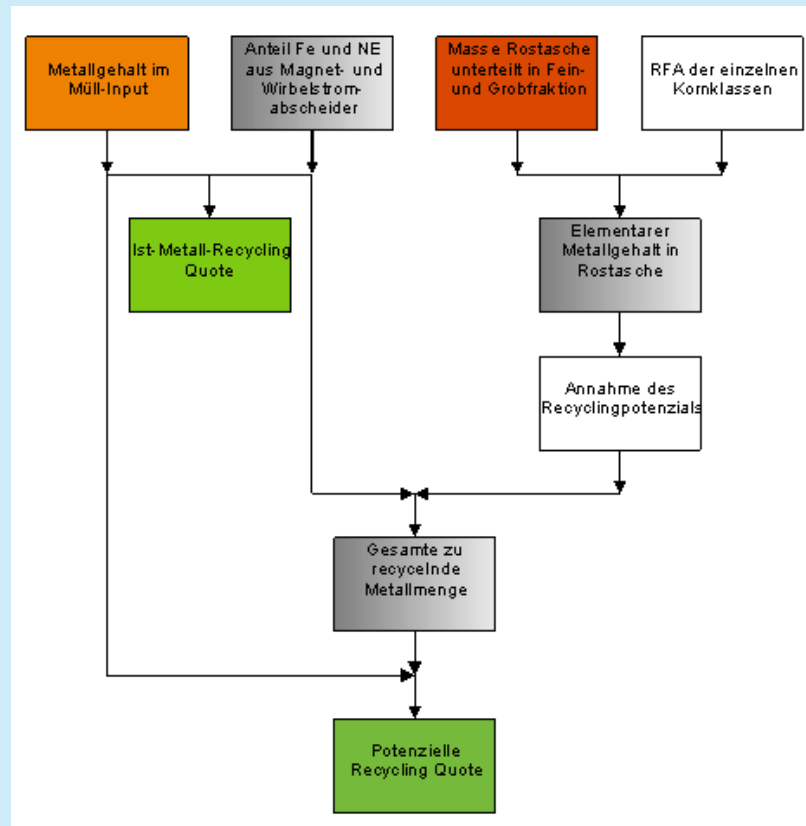 Metallgehalt im
Müll-Input
Anteil Fe und NE
aus Magnet- und
Wirbelstrom-
abscheider
Masse Rostasche
unterteilt in Fein-
und Grobfraktion
RFA der einzelnen
Kornklassen
Ist-Metall-Recycling
Quote
Elementarer
Metallgehalt in
Rostasche
Annahme des
Recyclingpotenzials
Gesamte zu
recycelnde
Metallmenge
Potenzielle
Recycling Quote